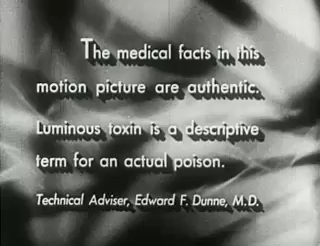 The medical facts in this
motion picture are authentic.
Luminous toxin is a descriptive
term for an actual poison.
Technical Adviser, Edward F. Dunne, M.D.